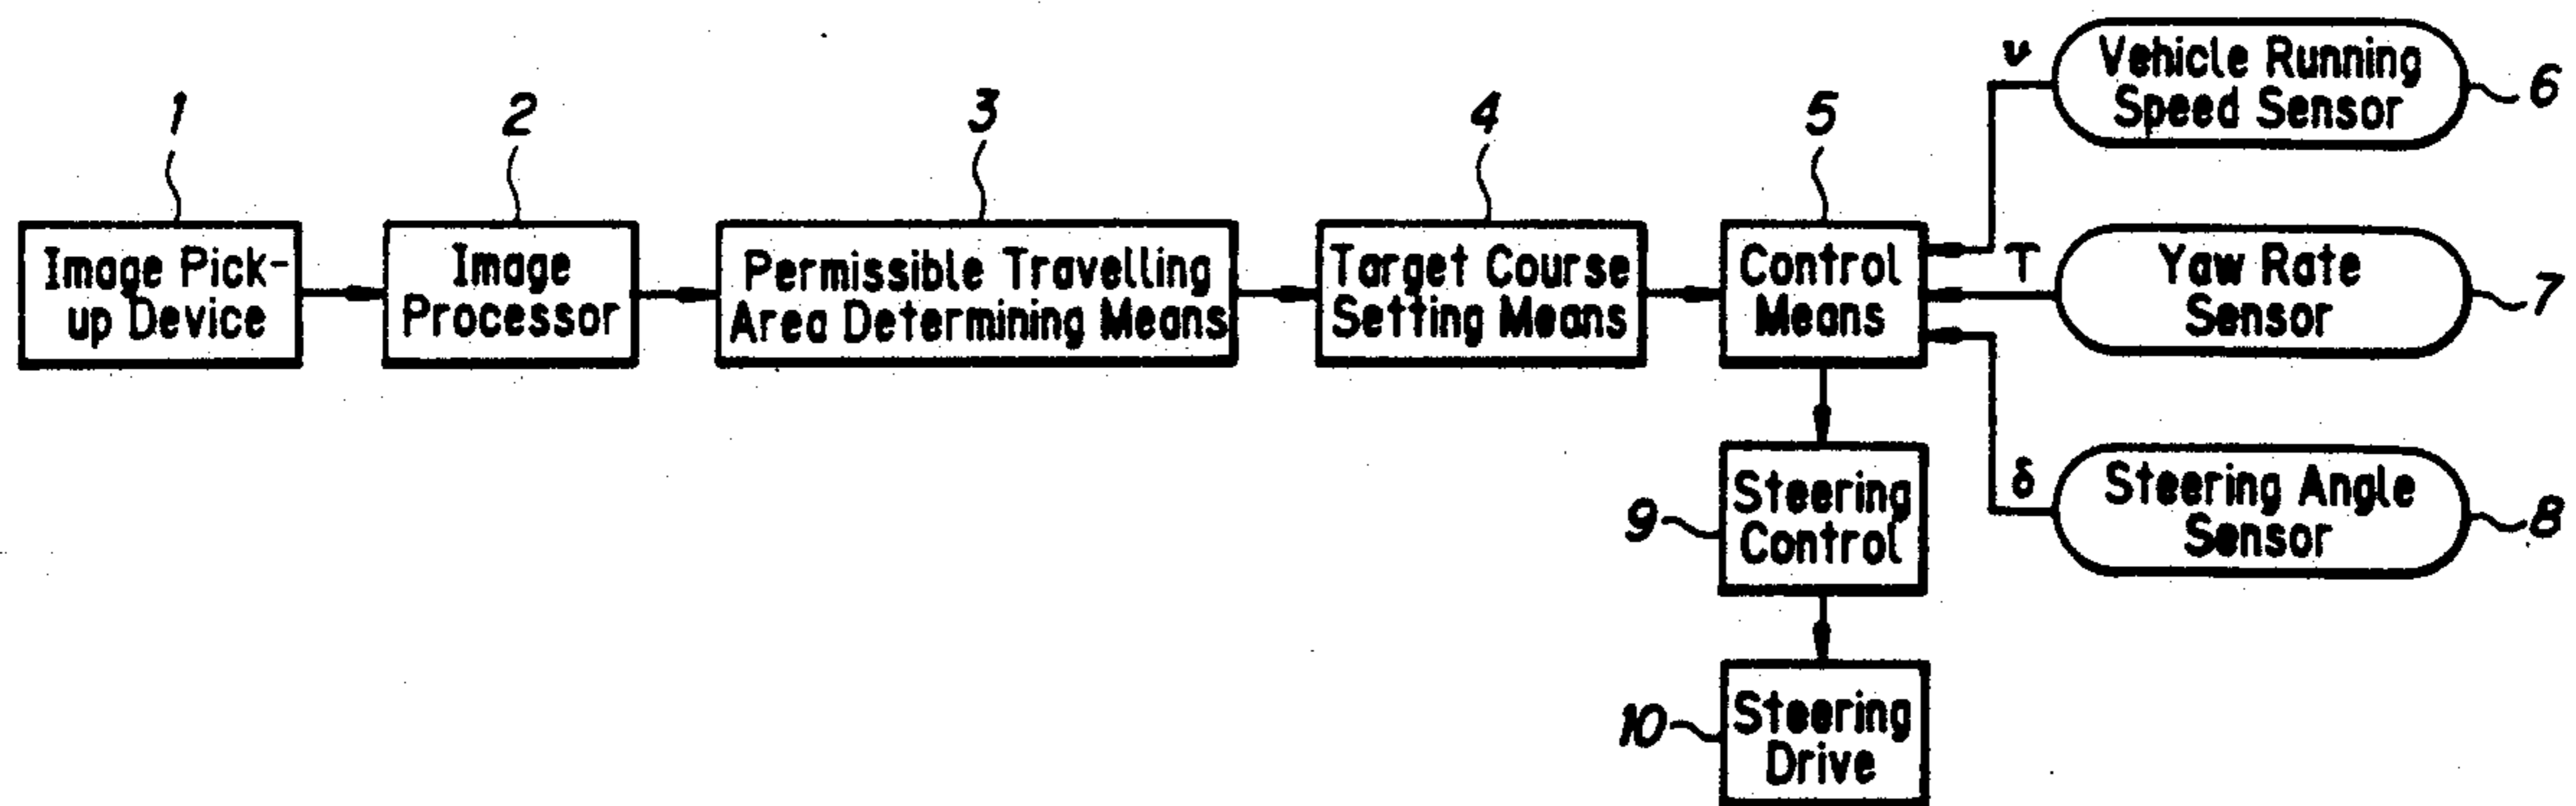 1
2
3
4
5
Image Pick-
up Device
Image
Processor
Permissible Travelling
Area Determining Means
Target Course
Setting Means
Control
Means
υ
Vehicle Running
Speed Sensor
6
γ
Yaw Rate
Sensor
7
δ
Steering Angle
Sensor
8
9
Steering
Control
10
Steering
Drive